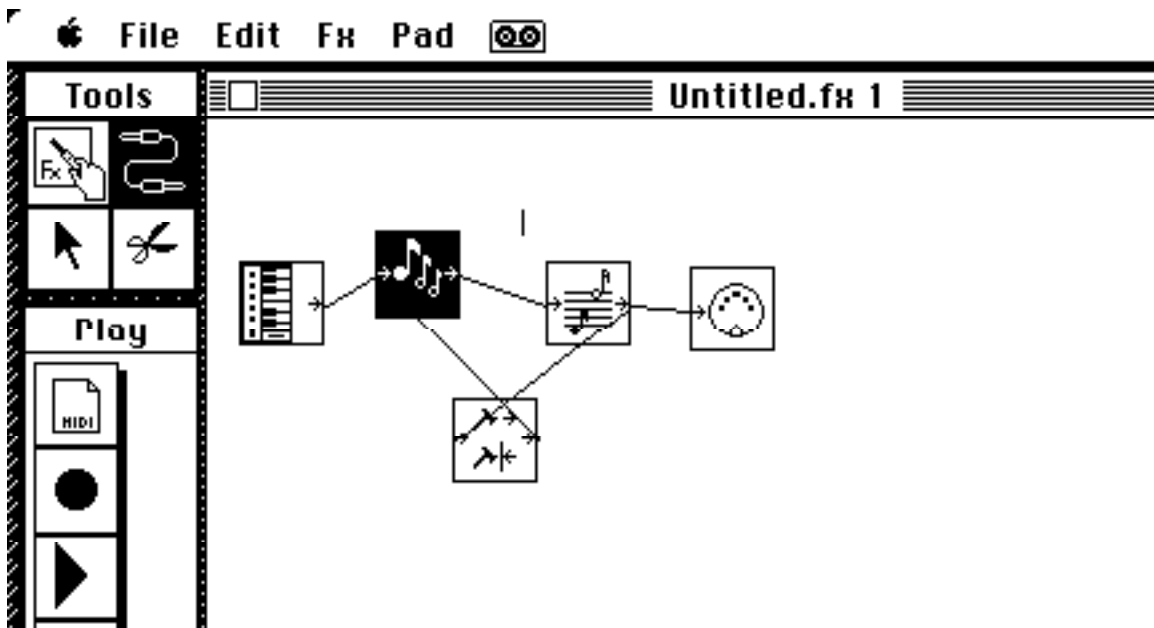 File Edit Fx Pad
Tools
Untitled.fx 1
Fx
Play
MIDI